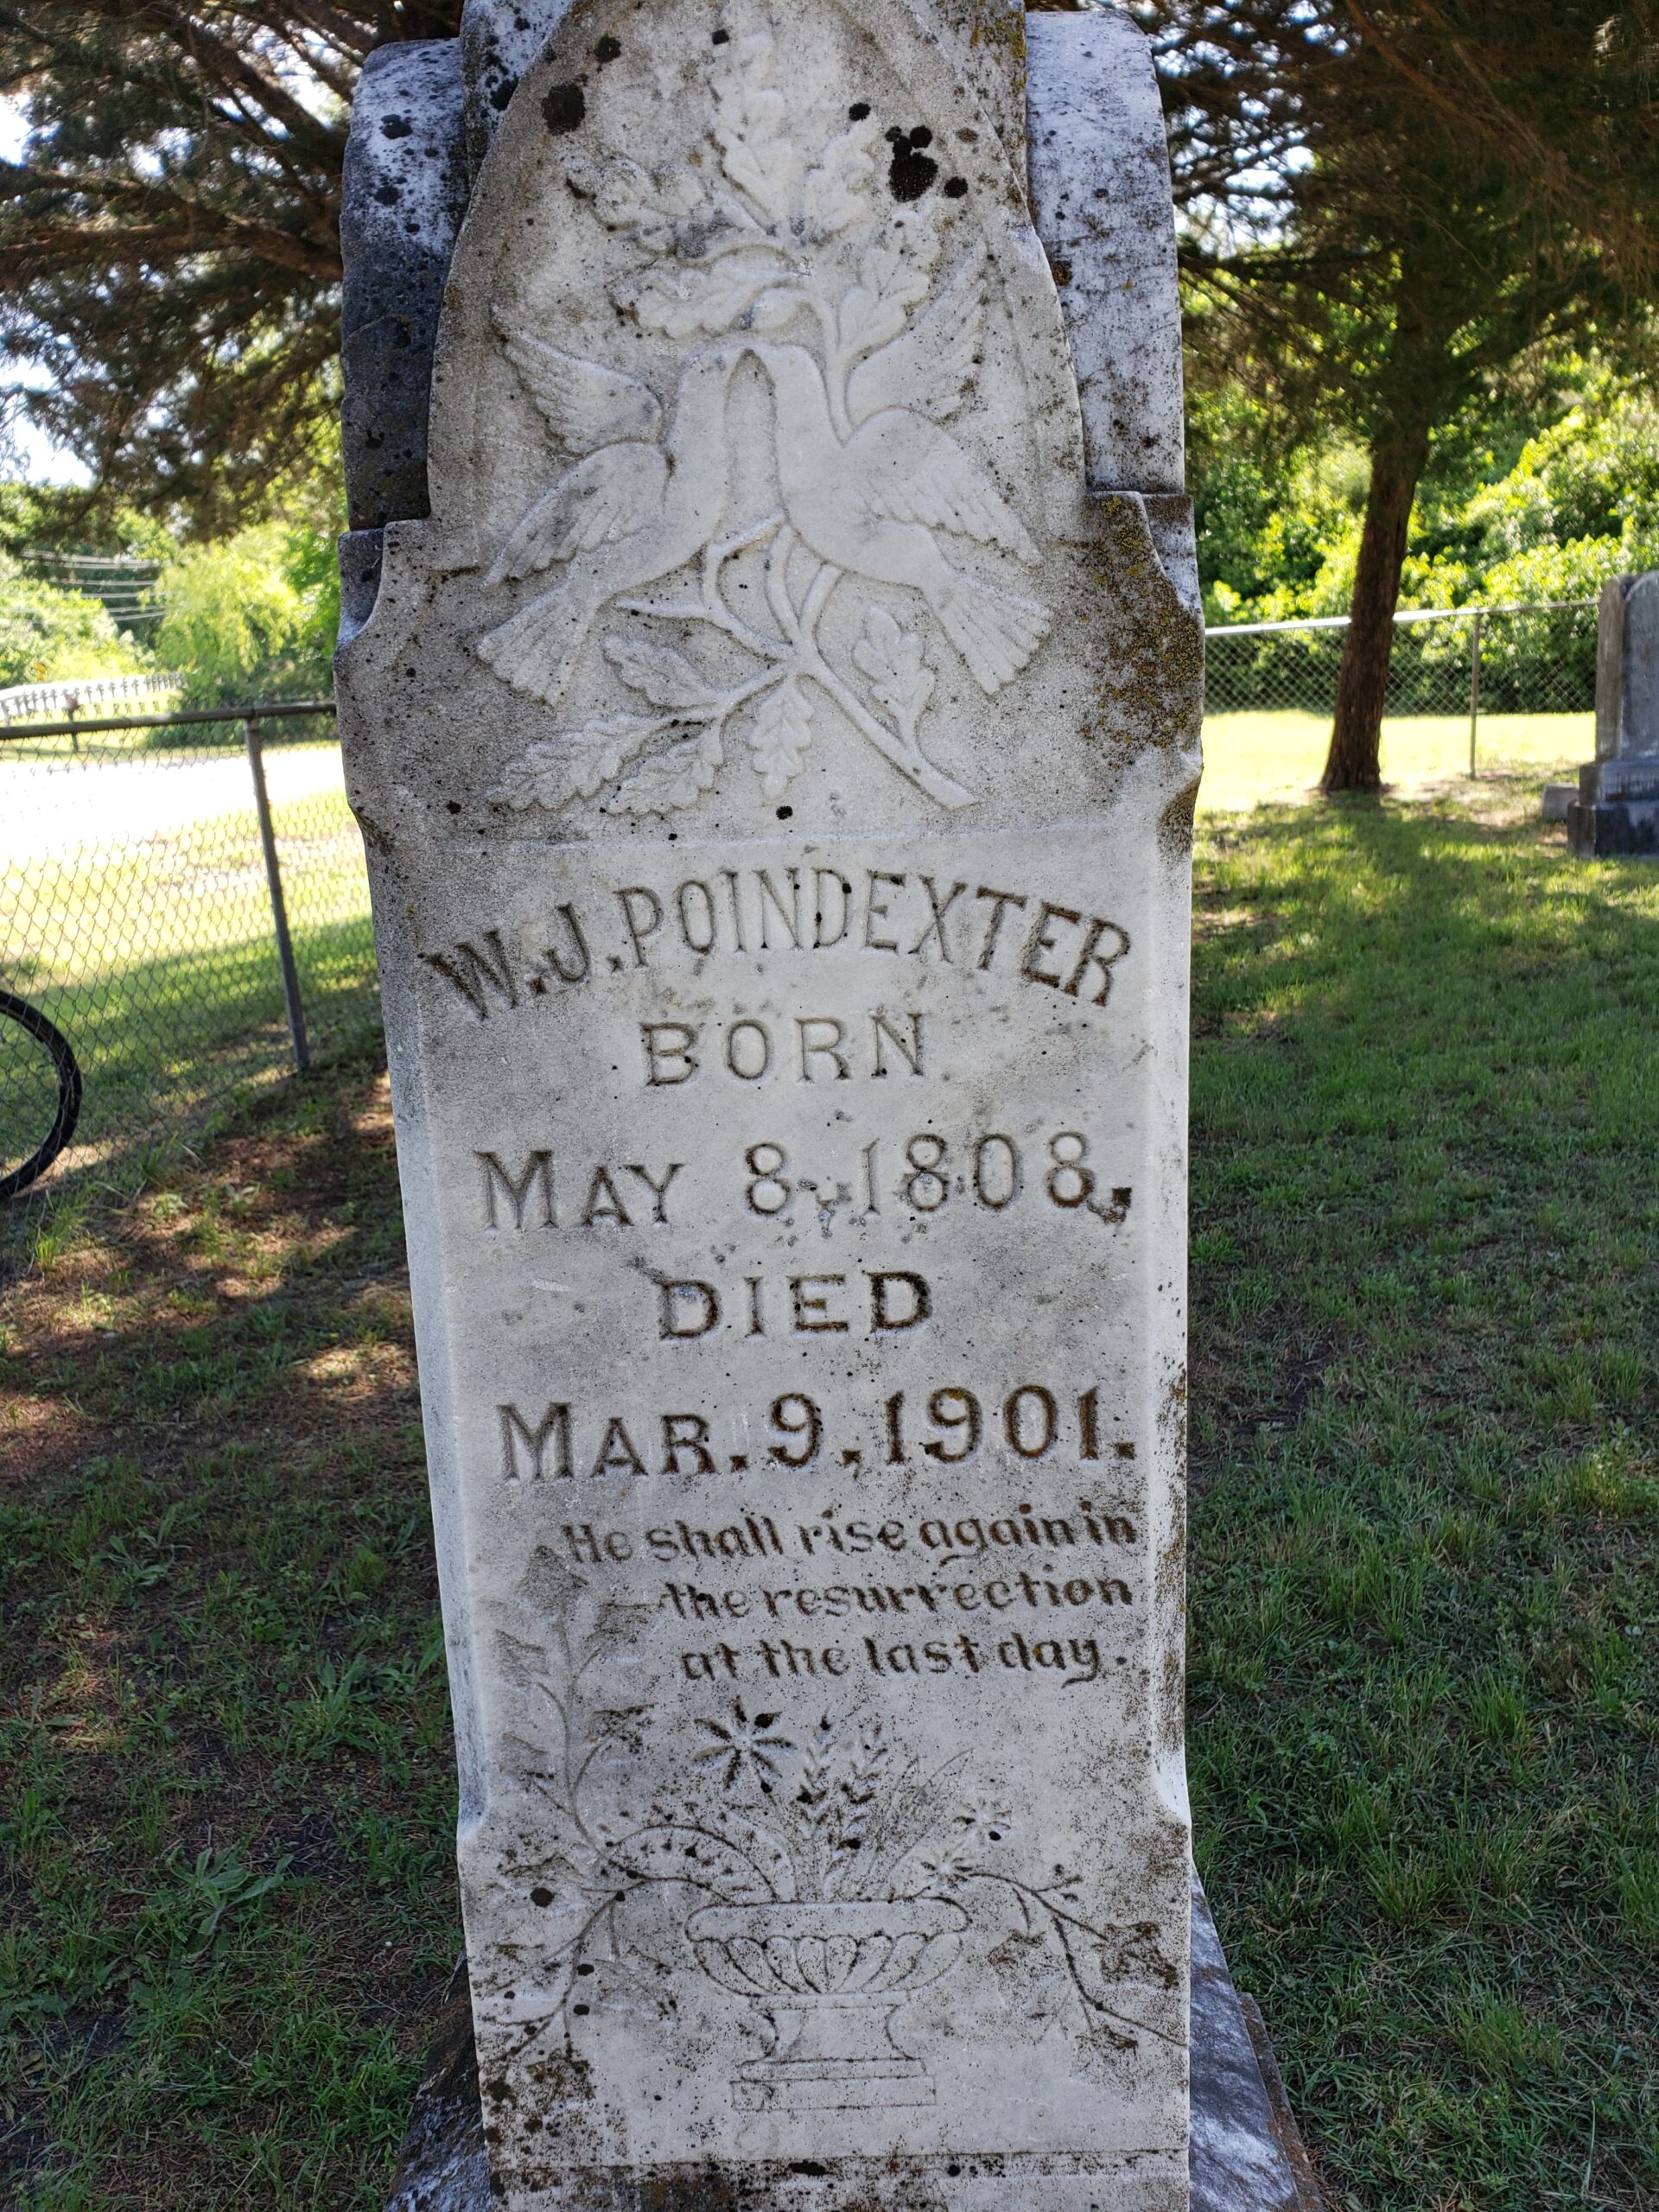 W. J. POINDEXTER
BORN
MAY 8, 1808,
DIED
MAR. 9, 1901.
He shall rise again in
the resurrection
at the last day.